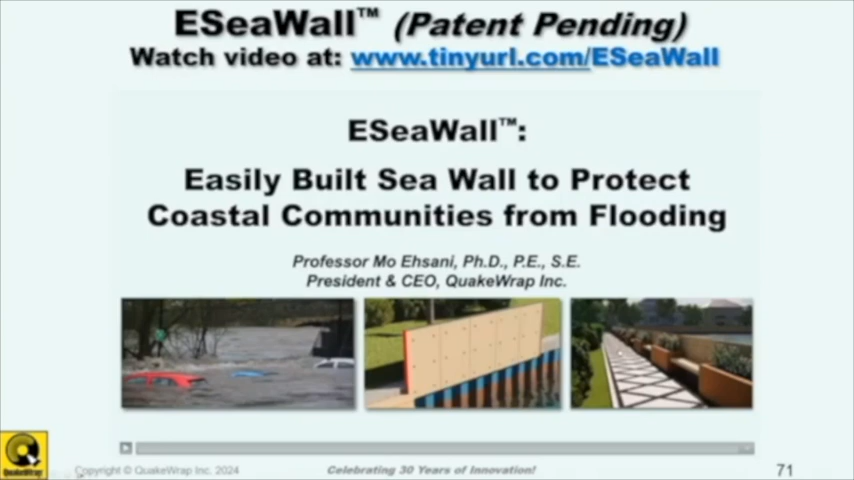 ESeaWall™ (Patent Pending)
Watch video at: www.tinyurl.com/ESeaWall
ESeaWall™:
Easily Built Sea Wall to Protect
Coastal Communities from Flooding
Professor Mo Ehsani, Ph.D., P.E., S.E.
President & CEO, QuakeWrap Inc.
QuakeWrap
Copyright © QuakeWrap Inc. 2024
Celebrating 30 Years of Innovation!
71